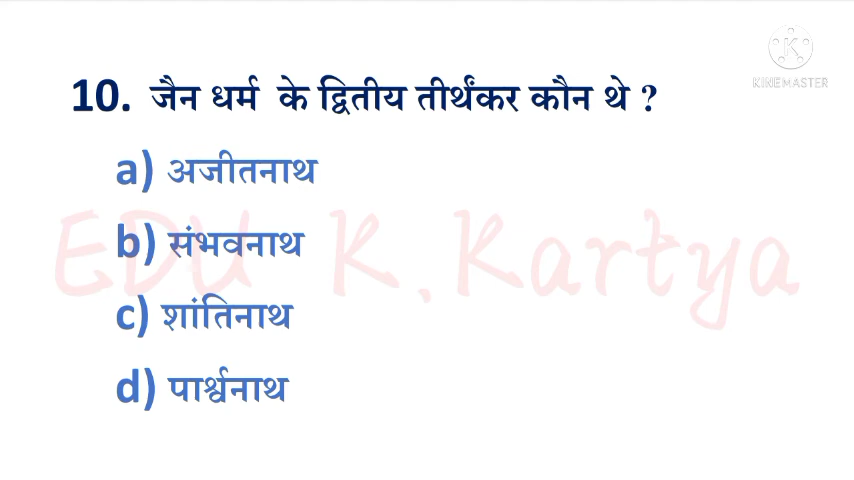 K
KINEMASTER
10. जैन धर्म के द्वितीय तीर्थंकर कौन थे ?
a) अजीतनाथ
b) संभवनाथ
EDU K.Kartya
c) शांतिनाथ
d) पार्श्वनाथ